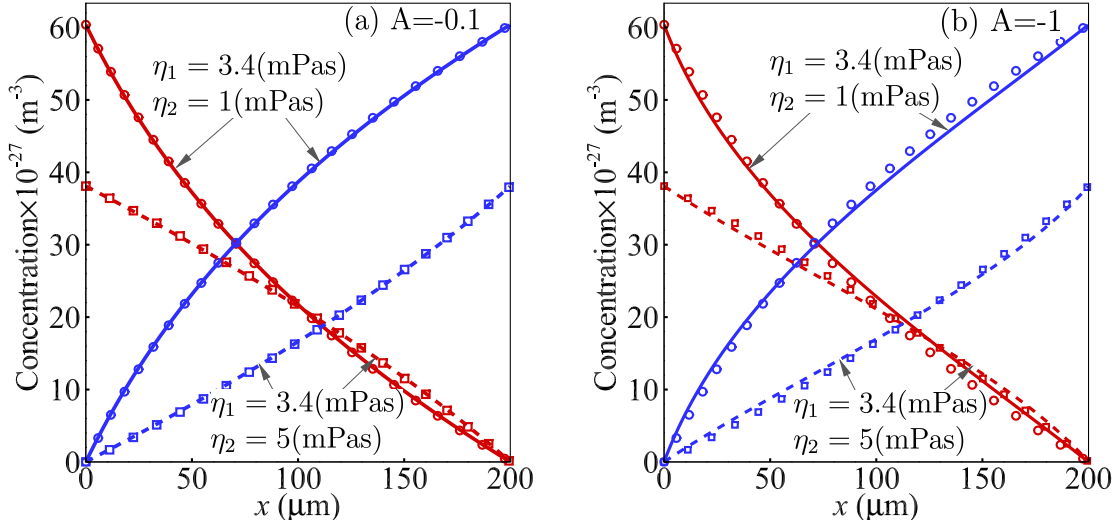 (a) A=-0.1
η1 = 3.4(mPas)
η2 = 1(mPas)
η1 = 3.4(mPas)
η2 = 5(mPas)
Concentration×10-27 (m-3)
60
50
40
30
20
10
0
0 50 100 150 200
x (μm)
(b) A=-1
η1 = 3.4(mPas)
η2 = 1(mPas)
η1 = 3.4(mPas)
η2 = 5(mPas)
Concentration×10-27 (m-3)
60
50
40
30
20
10
0
0 50 100 150 200
x (μm)